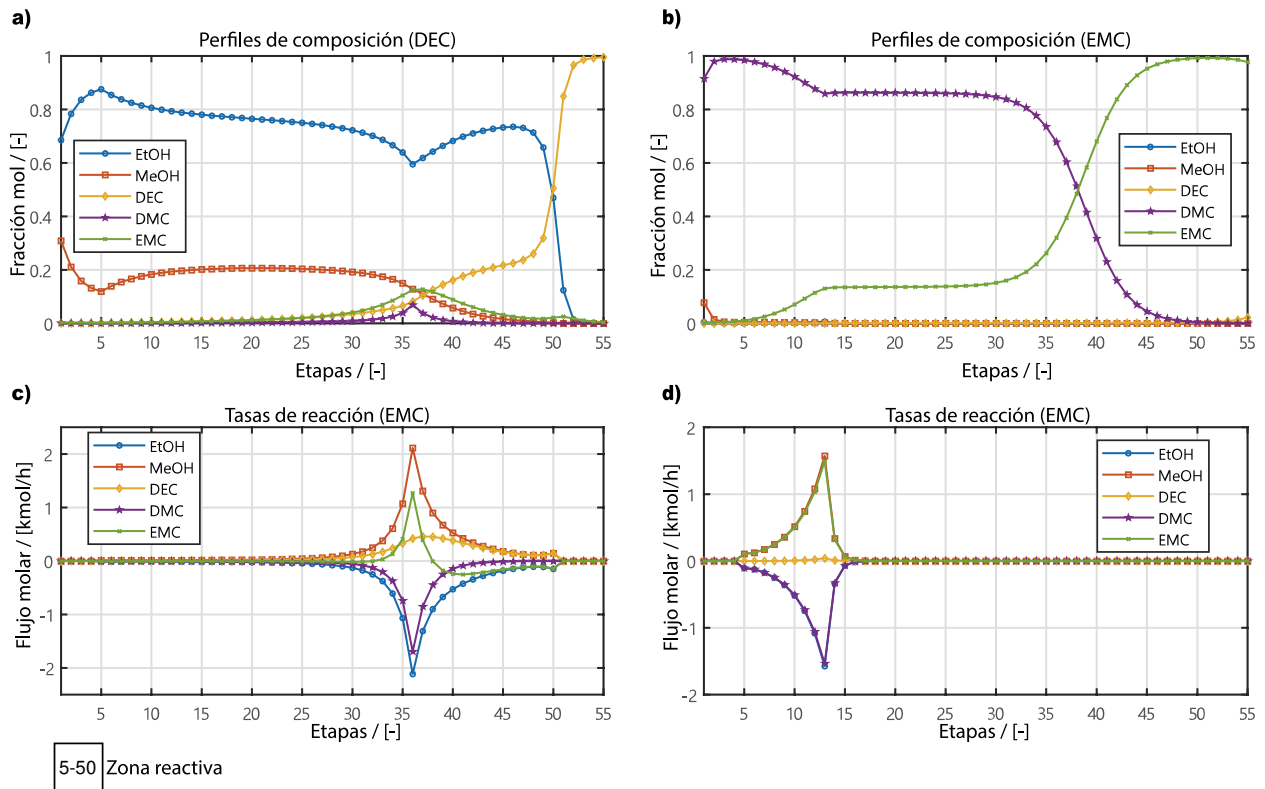 a)
Perfiles de composición (DEC)
Fracción mol / [-]
1
0.8
0.6
0.4
0.2
0
EtOH
MeOH
DEC
DMC
EMC
5 10 15 20 25 30 35 40 45 50 55
Etapas / [-]
b)
Perfiles de composición (EMC)
Fracción mol / [-]
1
0.8
0.6
0.4
0.2
0
EtOH
MeOH
DEC
DMC
EMC
5 10 15 20 25 30 35 40 45 50 55
Etapas / [-]
c)
Tasas de reacción (EMC)
Flujo molar / [kmol/h]
2
1
0
-1
-2
EtOH
MeOH
DEC
DMC
EMC
5 10 15 20 25 30 35 40 45 50 55
Etapas / [-]
d)
Tasas de reacción (EMC)
Flujo molar / [kmol/h]
2
1
0
-1
-2
EtOH
MeOH
DEC
DMC
EMC
5 10 15 20 25 30 35 40 45 50 55
Etapas / [-]
5-50 Zona reactiva